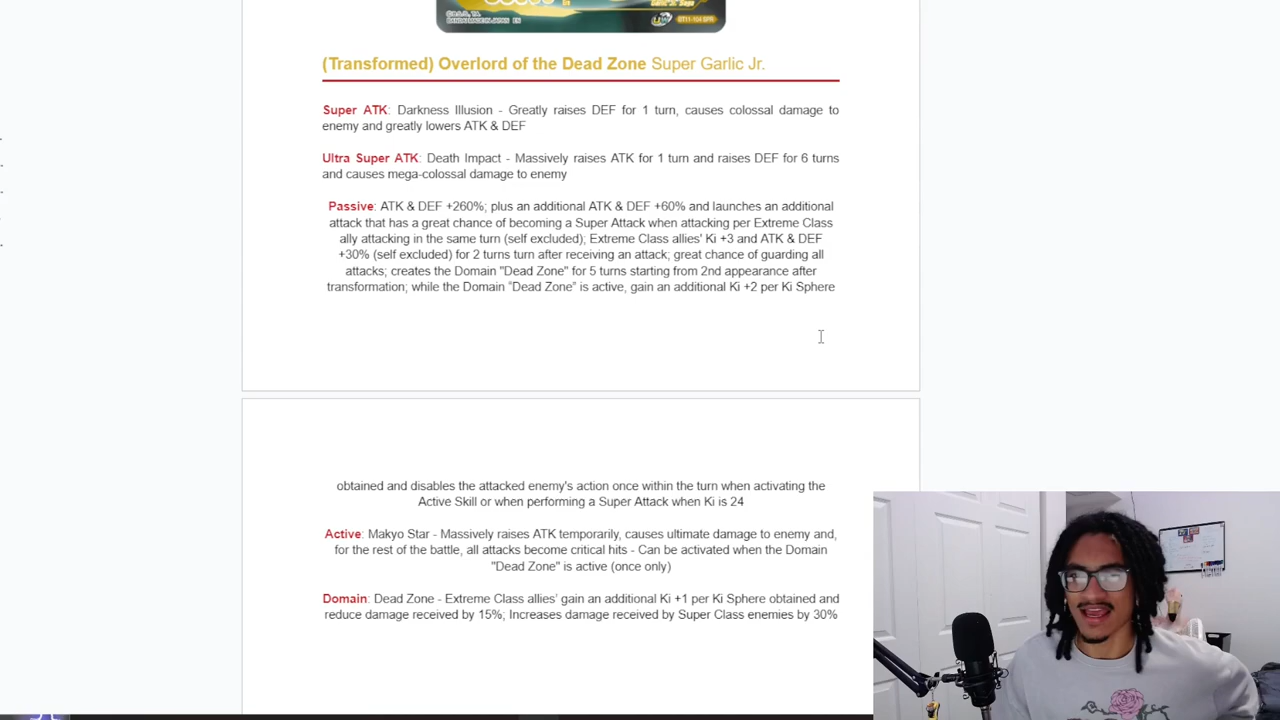 BANDAI MADE IN JAPAN EN
BT11-104 SPR
(Transformed) Overlord of the Dead Zone Super Garlic Jr.
Super ATK: Darkness Illusion - Greatly raises DEF for 1 turn, causes colossal damage to
enemy and greatly lowers ATK & DEF
Ultra Super ATK: Death Impact - Massively raises ATK for 1 turn and raises DEF for 6 turns
and causes mega-colossal damage to enemy
Passive: ATK & DEF +260%; plus an additional ATK & DEF +60% and launches an additional
attack that has a great chance of becoming a Super Attack when attacking per Extreme Class
ally attacking in the same turn (self excluded); Extreme Class allies' Ki +3 and ATK & DEF
+30% (self excluded) for 2 turns turn after receiving an attack; great chance of guarding all
attacks; creates the Domain "Dead Zone" for 5 turns starting from 2nd appearance after
transformation; while the Domain "Dead Zone" is active, gain an additional Ki +2 per Ki Sphere
obtained and disables the attacked enemy's action once within the turn when activating the
Active Skill or when performing a Super Attack when Ki is 24
Active: Makyo Star - Massively raises ATK temporarily, causes ultimate damage to enemy and,
for the rest of the battle, all attacks become critical hits - Can be activated when the Domain
"Dead Zone" is active (once only)
Domain: Dead Zone - Extreme Class allies' gain an additional Ki +1 per Ki Sphere obtained and
reduce damage received by 15%; Increases damage received by Super Class enemies by 30%